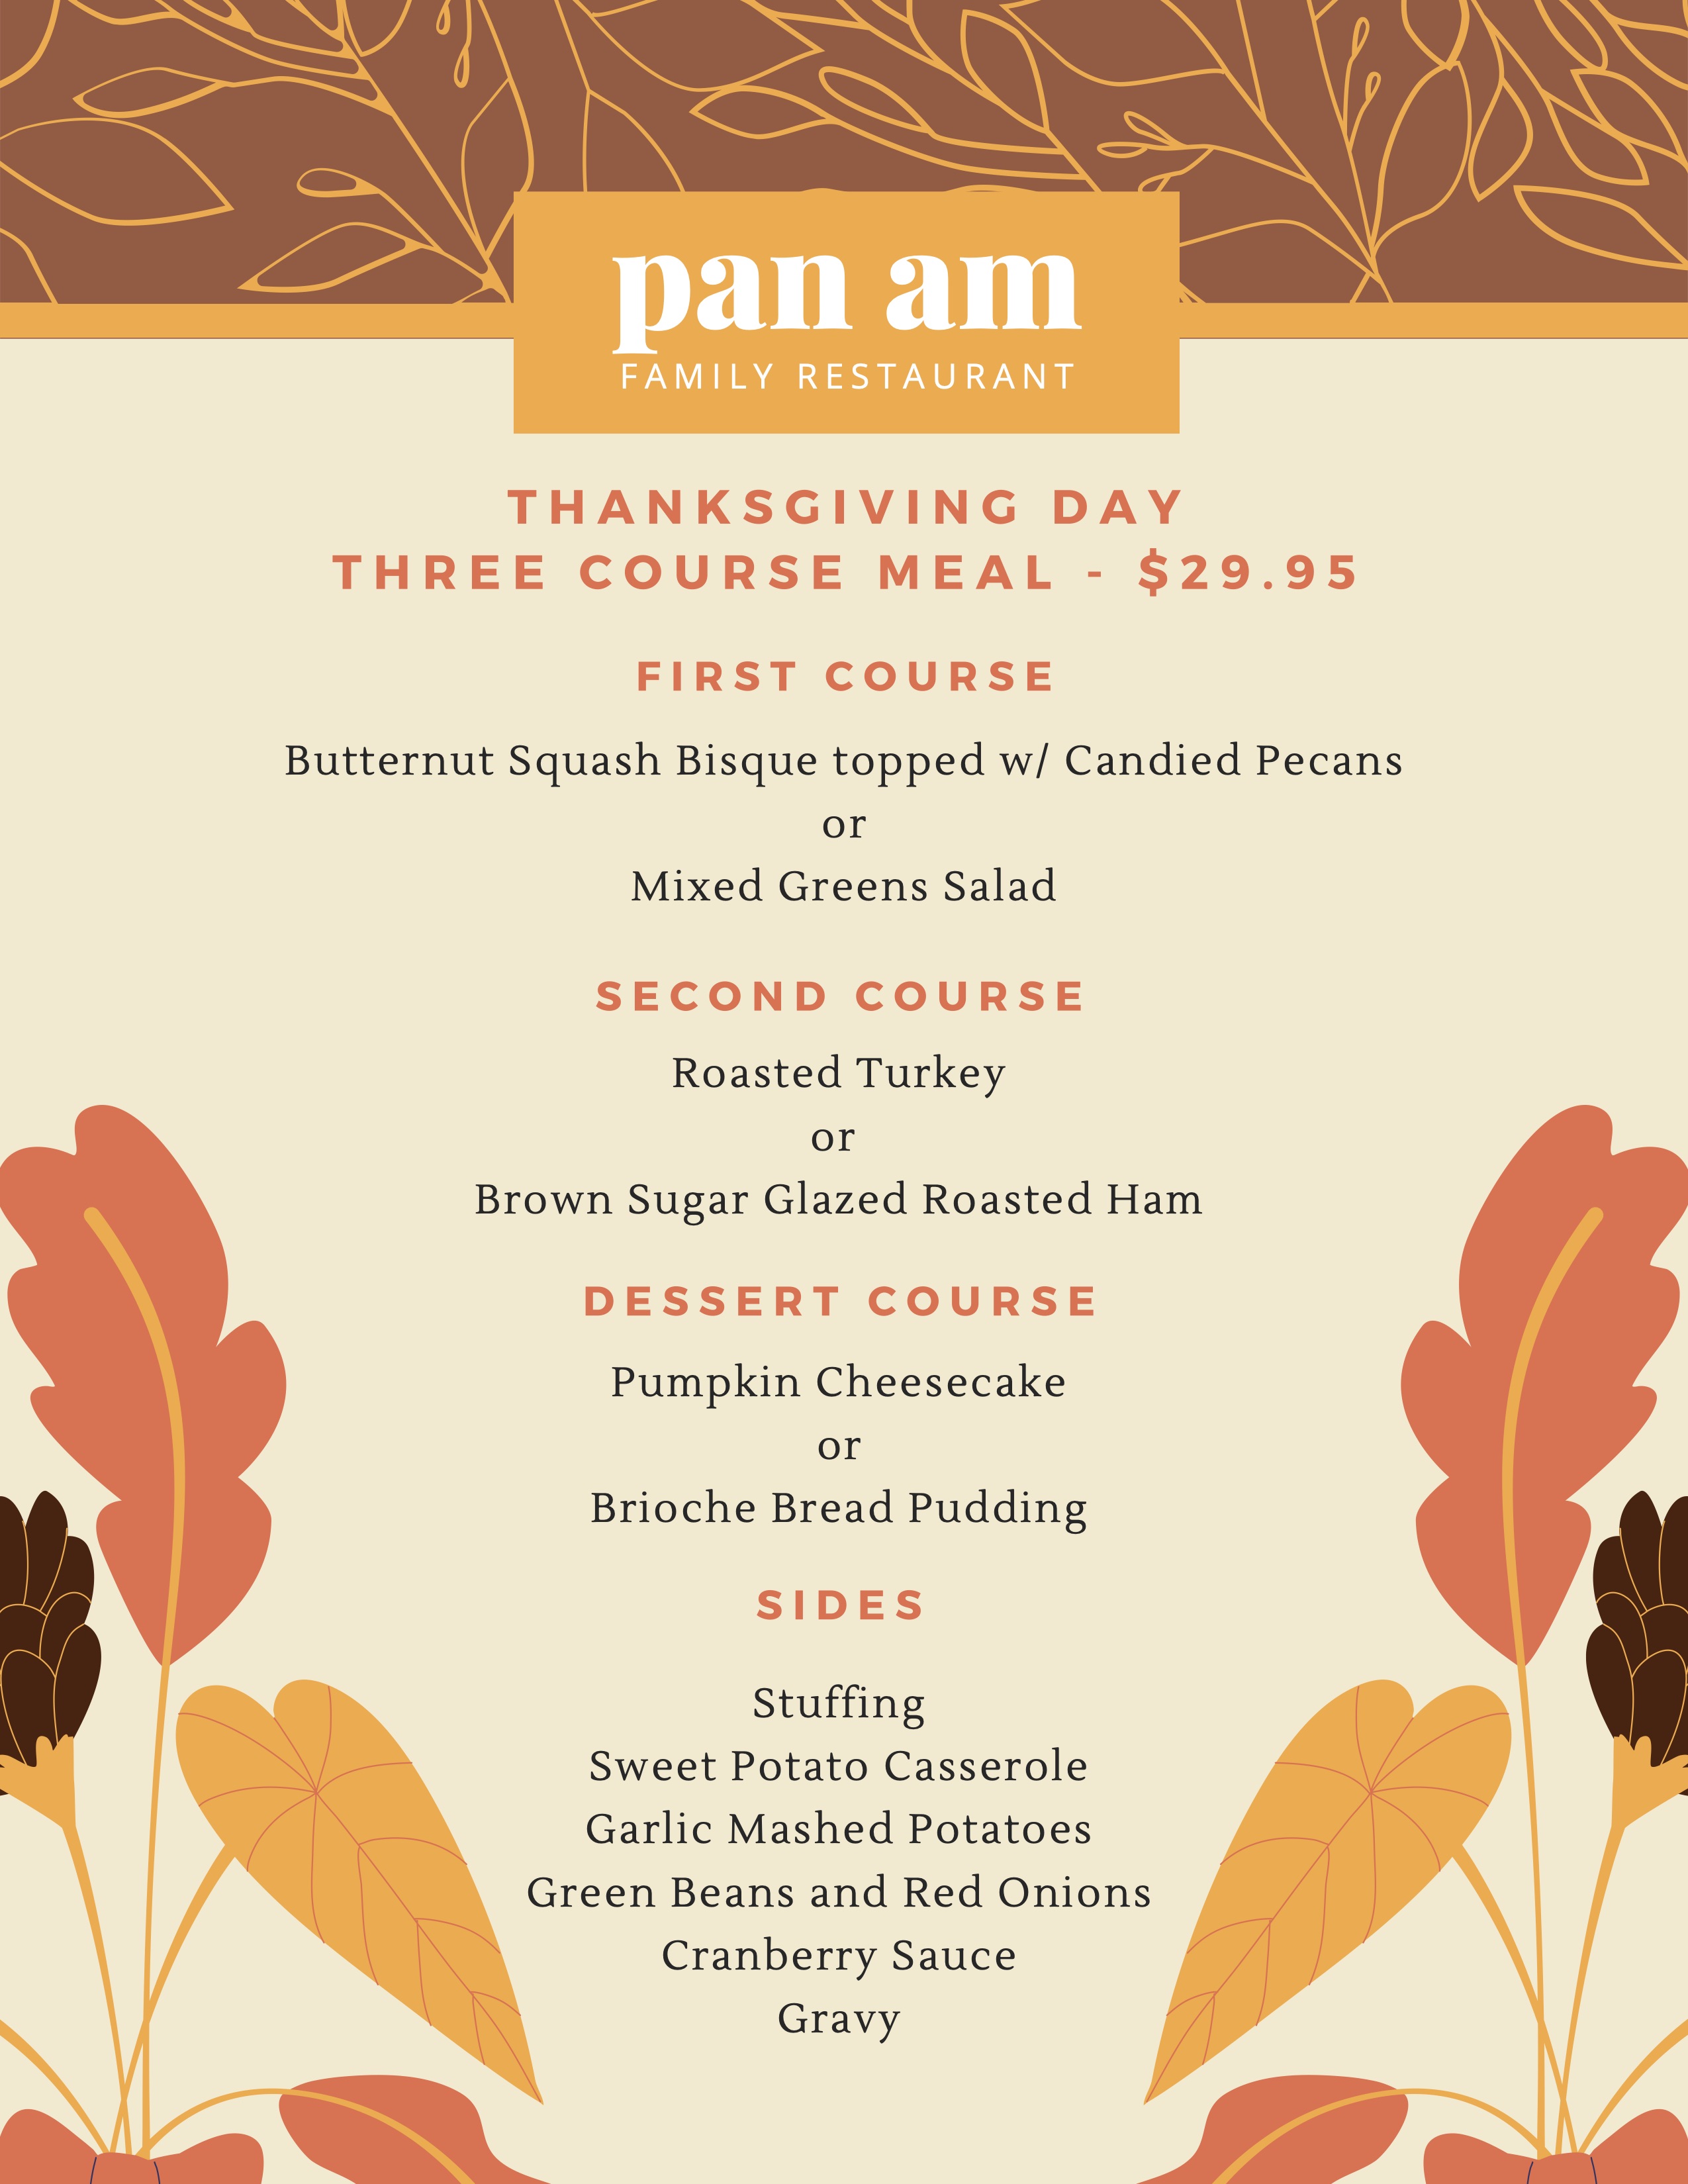 pan am
FAMILY RESTAURANT
THANKSGIVING DAY
THREE COURSE MEAL - $29.95
FIRST COURSE
Butternut Squash Bisque topped w/ Candied Pecans
or
Mixed Greens Salad
SECOND COURSE
Roasted Turkey
or
Brown Sugar Glazed Roasted Ham
DESSERT COURSE
Pumpkin Cheesecake
or
Brioche Bread Pudding
SIDES
Stuffing
Sweet Potato Casserole
Garlic Mashed Potatoes
Green Beans and Red Onions
Cranberry Sauce
Gravy